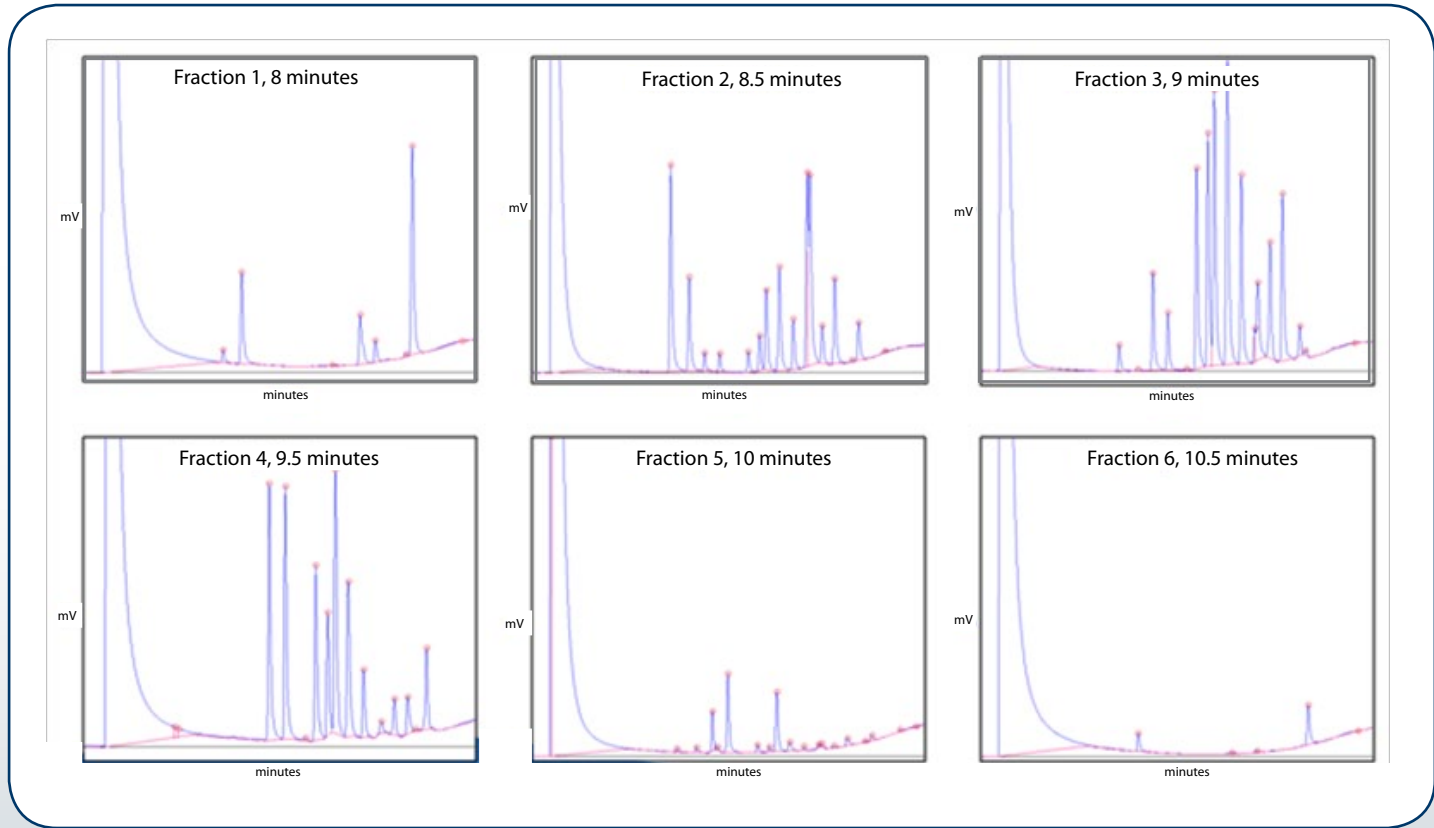 Fraction 1, 8 minutes
mV
minutes
Fraction 2, 8.5 minutes
mV
minutes
Fraction 3, 9 minutes
mV
minutes
Fraction 4, 9.5 minutes
mV
minutes
Fraction 5, 10 minutes
mV
minutes
Fraction 6, 10.5 minutes
mV
minutes